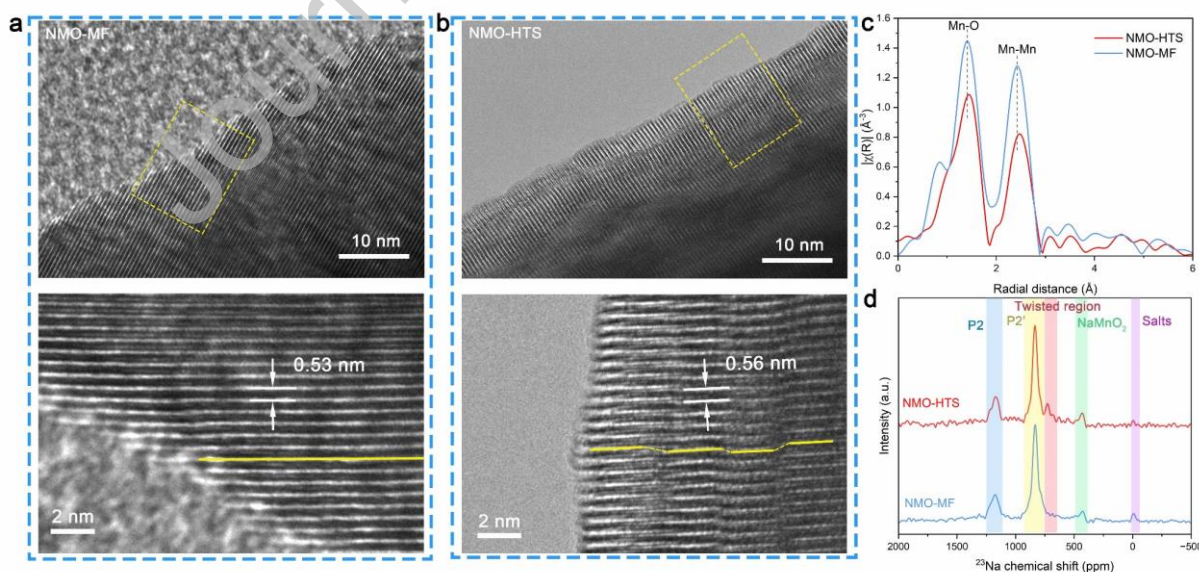 a
NMO-MF
10 nm
0.53 nm
2 nm
b
NMO-HTS
10 nm
0.56 nm
2 nm
c
Mn-O
Mn-Mn
NMO-HTS
NMO-MF
1.6
1.4
1.2
1.0
0.8
0.6
0.4
0.2
0.0
|χ(R)| (Å⁻³)
0 2 4 6
Radial distance (Å)
d
Twisted region
P2 P2' NaMnO₂ Salts
NMO-HTS
NMO-MF
Intensity (a.u.)
2000 1500 1000 500 0 −500
²³Na chemical shift (ppm)